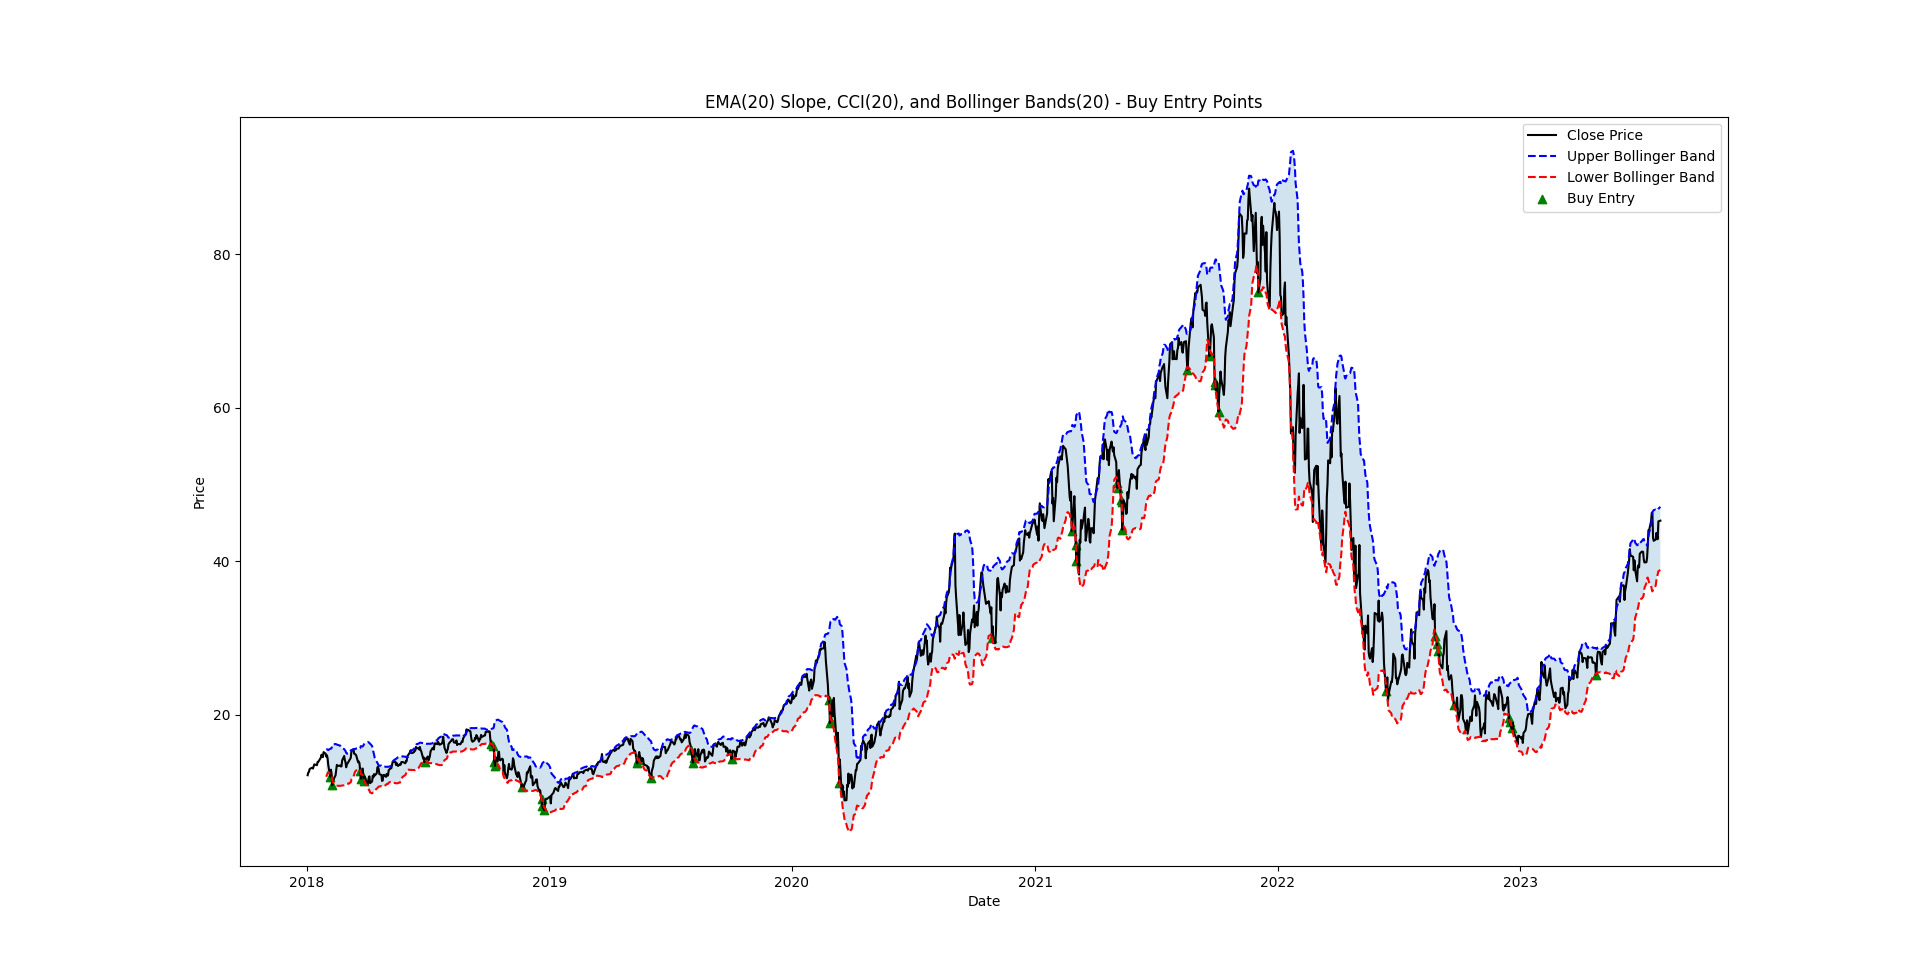 EMA(20) Slope, CCI(20), and Bollinger Bands(20) - Buy Entry Points
Close Price
Upper Bollinger Band
Lower Bollinger Band
Buy Entry
80
60
40
20
Price
2018 2019 2020 2021 2022 2023
Date